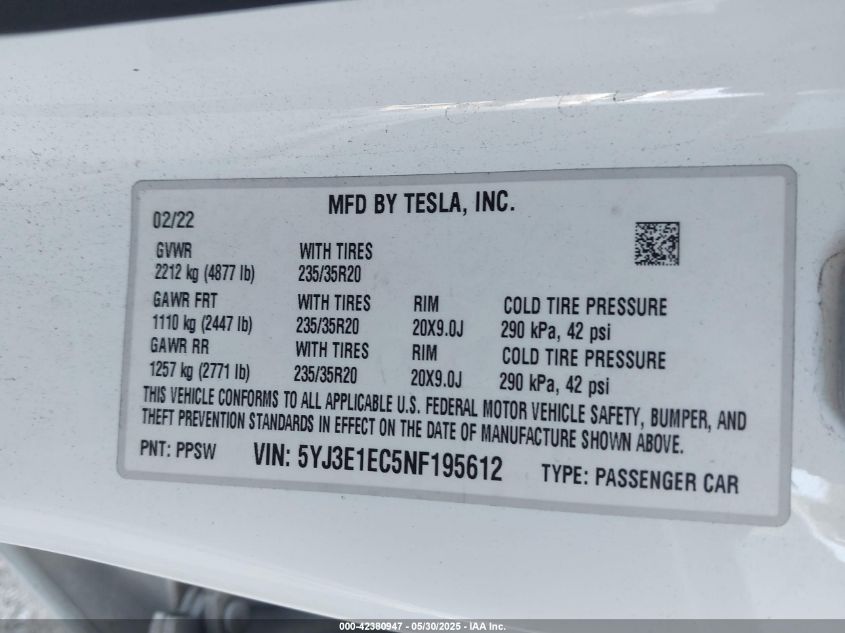 MFD BY TESLA, INC.
02/22
GVWR WITH TIRES
2212 kg (4877 lb) 235/35R20
GAWR FRT WITH TIRES RIM COLD TIRE PRESSURE
1110 kg (2447 lb) 235/35R20 20X9.0J 290 kPa, 42 psi
GAWR RR WITH TIRES RIM COLD TIRE PRESSURE
1257 kg (2771 lb) 235/35R20 20X9.0J 290 kPa, 42 psi
THIS VEHICLE CONFORMS TO ALL APPLICABLE U.S. FEDERAL MOTOR VEHICLE SAFETY, BUMPER, AND
THEFT PREVENTION STANDARDS IN EFFECT ON THE DATE OF MANUFACTURE SHOWN ABOVE.
PNT: PPSW VIN: 5YJ3E1EC5NF195612 TYPE: PASSENGER CAR
000-42380947 - 05/30/2025 - IAA Inc.